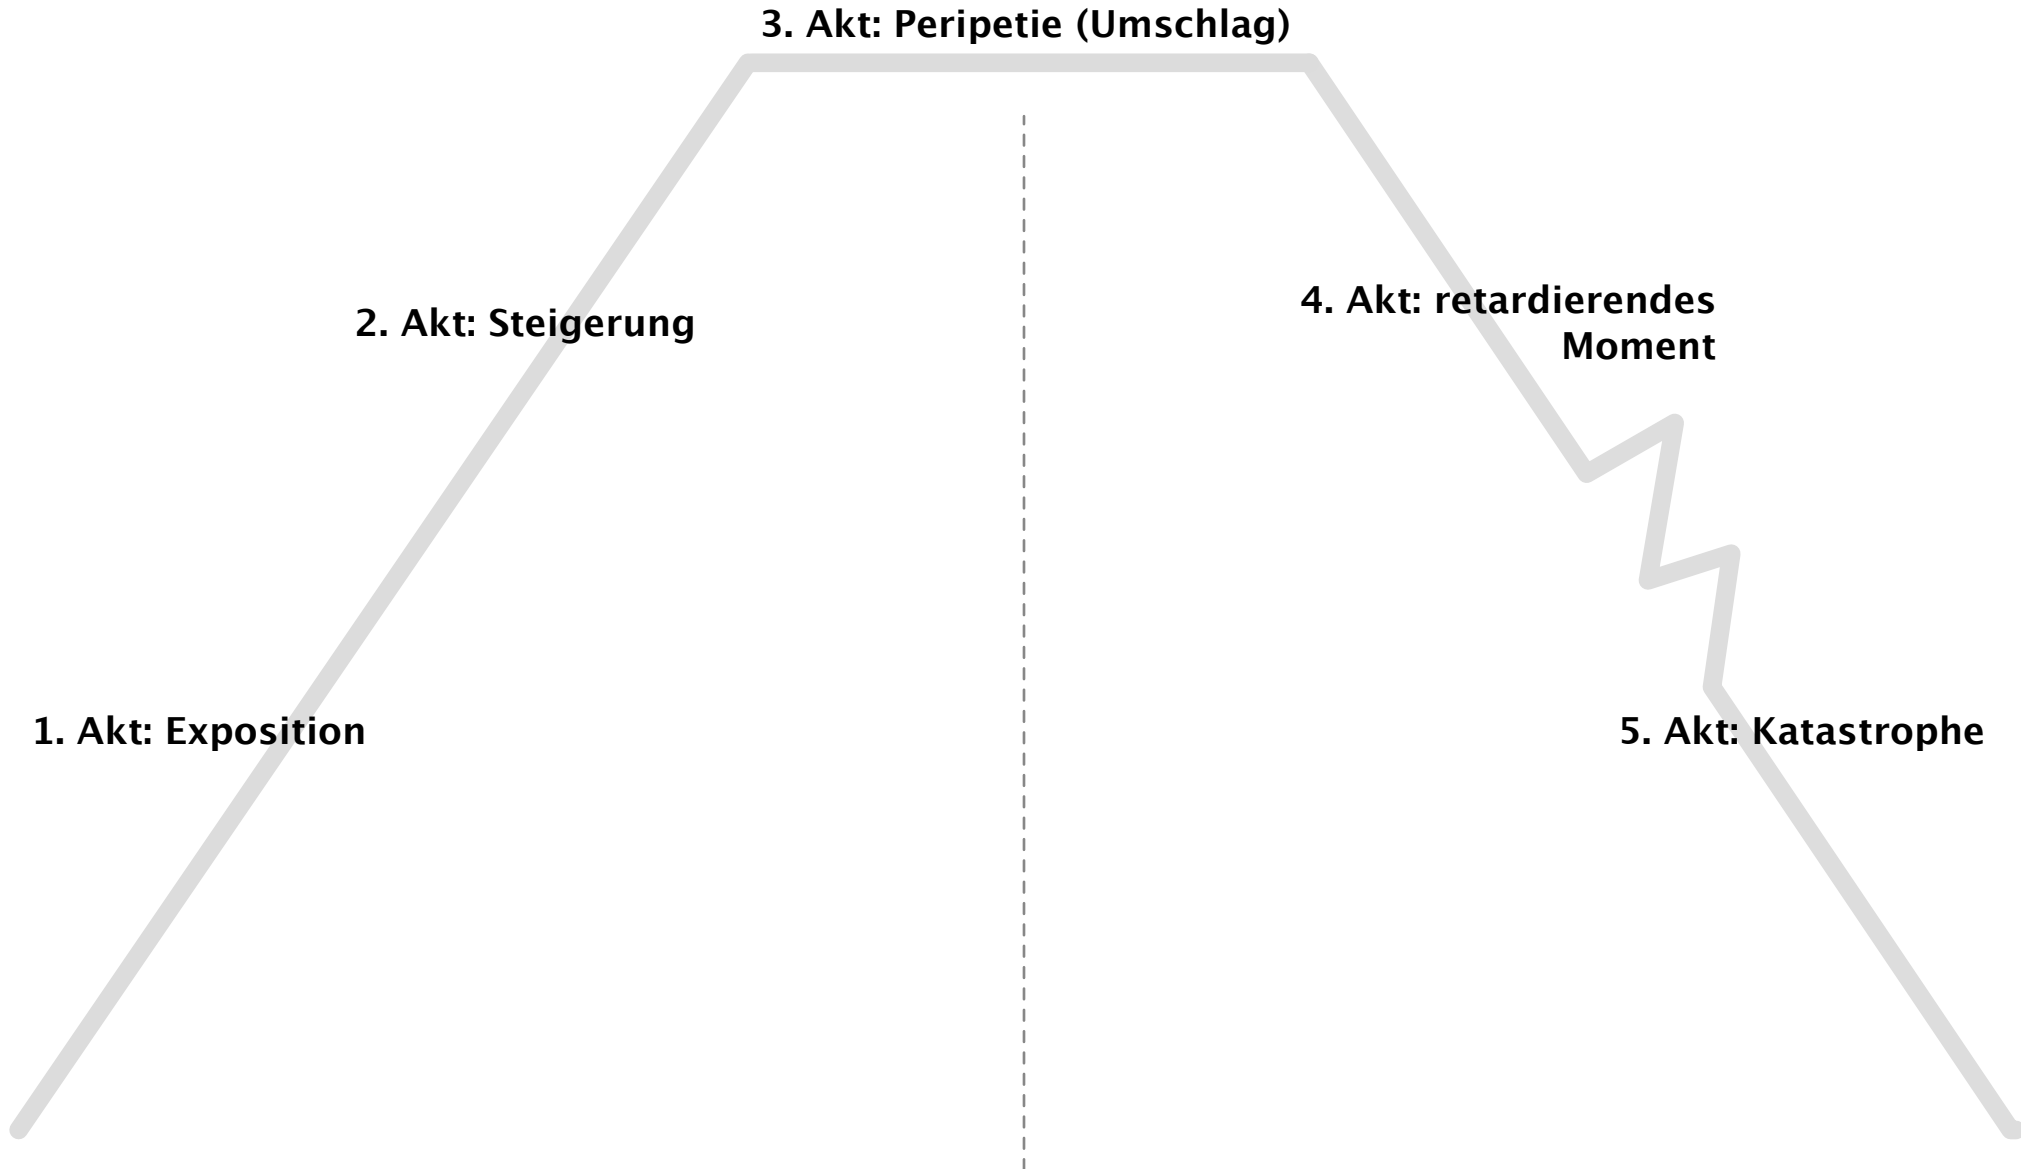 3. Akt: Peripetie (Umschlag)
2. Akt: Steigerung
4. Akt: retardierendes
Moment
1. Akt: Exposition
5. Akt: Katastrophe